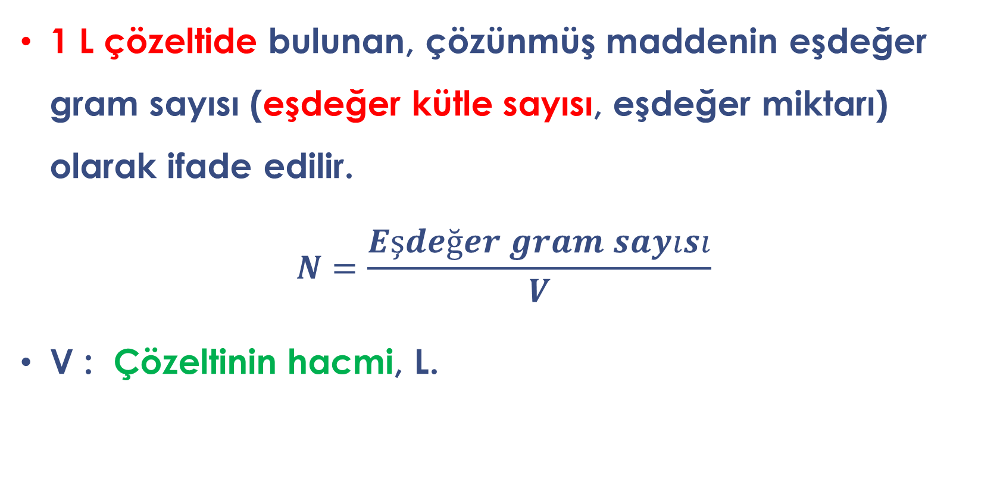 • 1 L çözeltide bulunan, çözünmüş maddenin eşdeğer
gram sayısı (eşdeğer kütle sayısı, eşdeğer miktarı)
olarak ifade edilir.
N = Eşdeğer gram sayısı / V
• V : Çözeltinin hacmi, L.